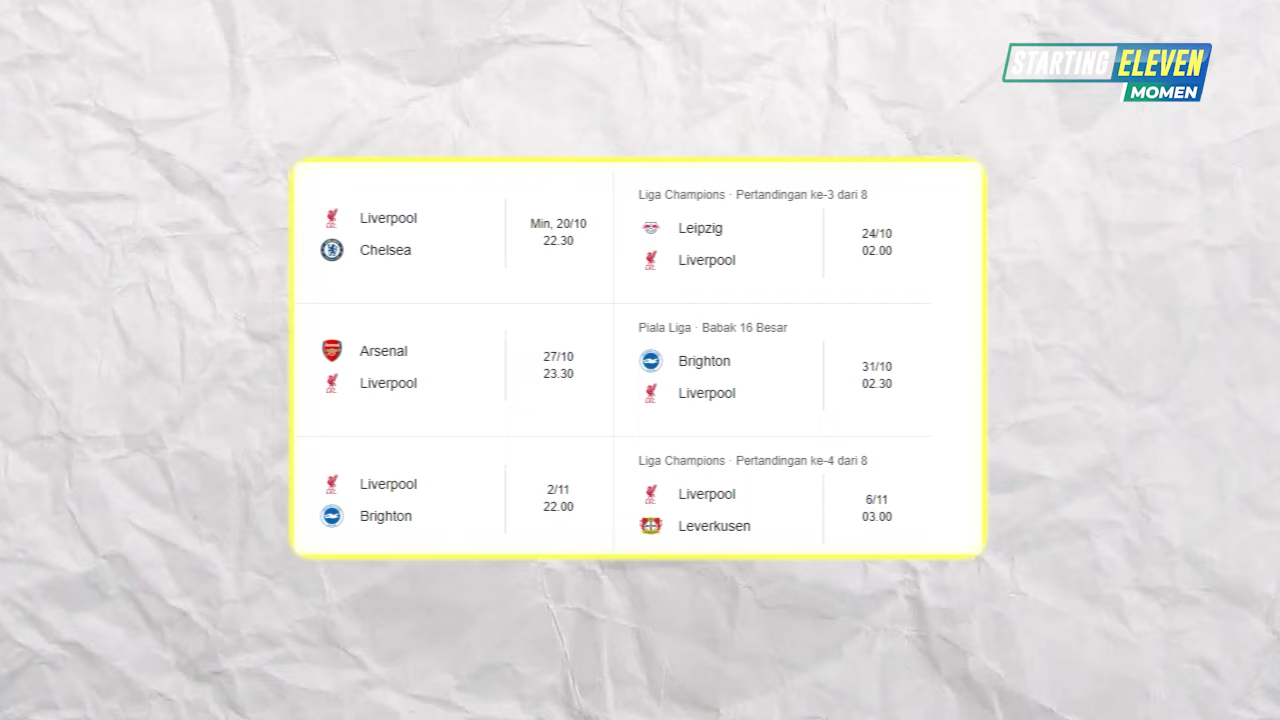 STARTING ELEVEN
MOMEN
Liverpool
Chelsea
Min, 20/10
22.30
Liga Champions · Pertandingan ke-3 dari 8
Leipzig
Liverpool
24/10
02.00
Arsenal
Liverpool
27/10
23.30
Piala Liga · Babak 16 Besar
Brighton
Liverpool
31/10
02.30
Liverpool
Brighton
2/11
22.00
Liga Champions · Pertandingan ke-4 dari 8
Liverpool
Leverkusen
6/11
03.00